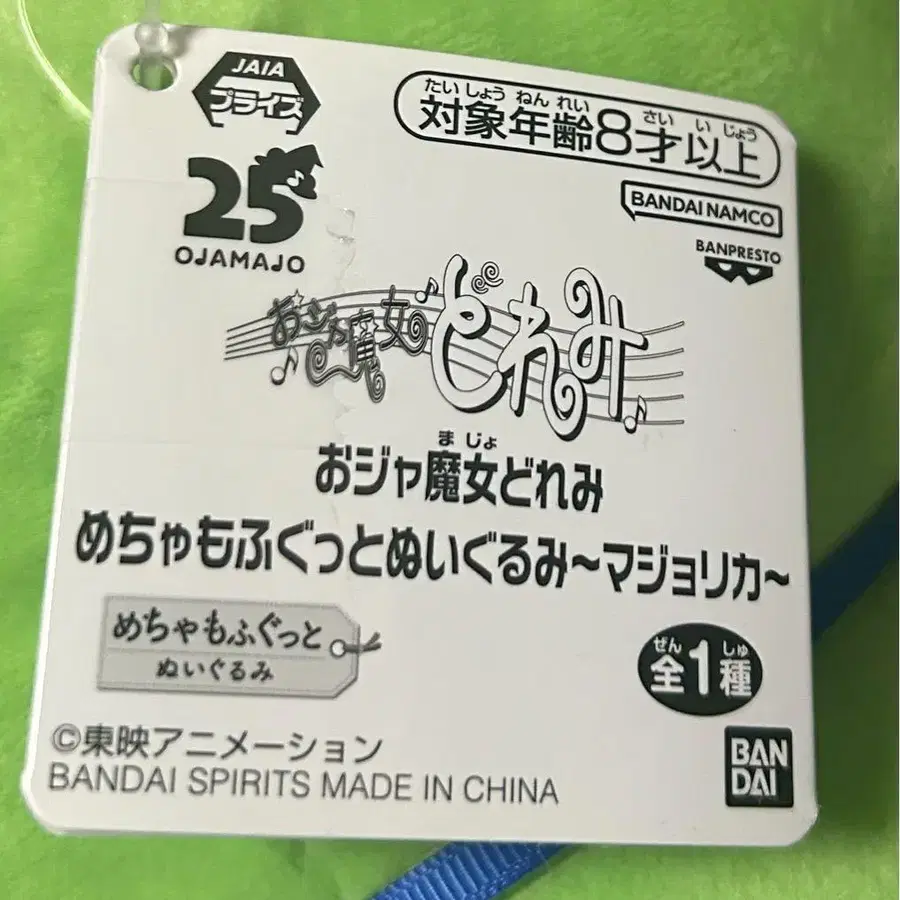 JAIA
プライズ
たいしょうねんれい さいいじょう
対象年齢8才以上
25
OJAMAJO
BANDAI NAMCO
BANPRESTO
おジャ魔女どれみ
まじょ
おジャ魔女どれみ
めちゃもふぐっとぬいぐるみ~マジョリカ~
めちゃもふぐっと
ぬいぐるみ
ぜん しゅ
全1種
©東映アニメーション
BANDAI SPIRITS MADE IN CHINA
BAN
DAI